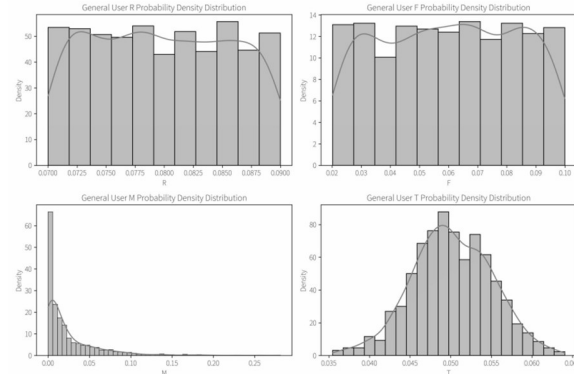 General User R Probability Density Distribution
Density
50
40
30
20
10
0
0.0700 0.0725 0.0750 0.0775 0.0800 0.0825 0.0850 0.0875 0.0900
R
General User F Probability Density Distribution
Density
14
12
10
8
6
4
2
0
0.02 0.03 0.04 0.05 0.06 0.07 0.08 0.09 0.10
F
General User M Probability Density Distribution
Density
60
50
40
30
20
10
0
0.00 0.05 0.10 0.15 0.20 0.25
M
General User T Probability Density Distribution
Density
80
60
40
20
0
0.035 0.040 0.045 0.050 0.055 0.060
T